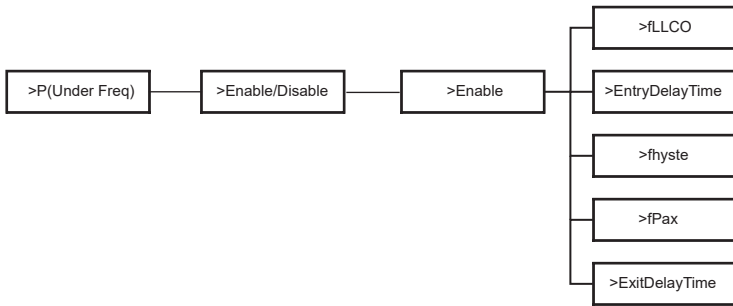 >P(Under Freq)
>Enable/Disable
>Enable
>fLLCO
>EntryDelayTime
>fhyste
>fPax
>ExitDelayTime